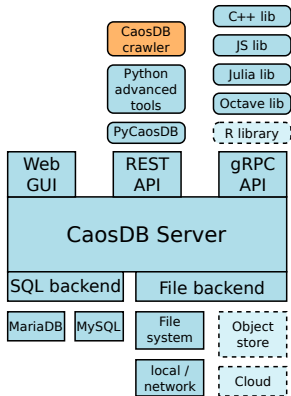 CaosDB
crawler
Python
advanced
tools
PyCaosDB
C++ lib
JS lib
Julia lib
Octave lib
R library
Web
GUI
REST
API
gRPC
API
CaosDB Server
SQL backend
File backend
MariaDB
MySQL
File
system
Object
store
local /
network
Cloud